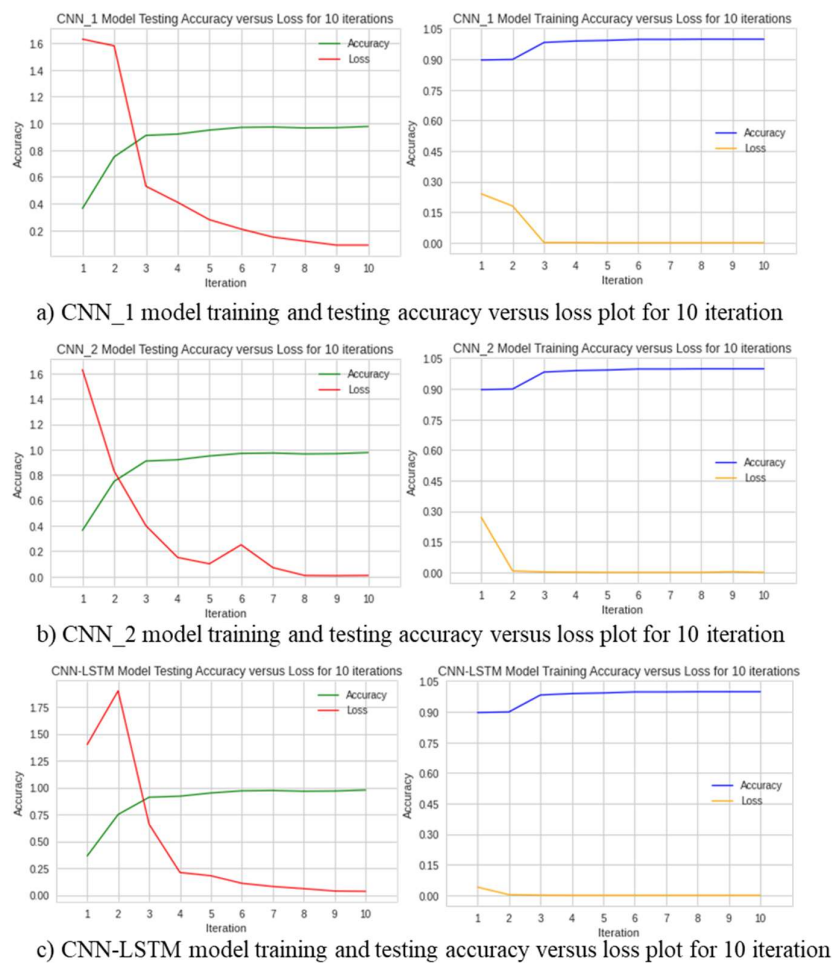 CNN_1 Model Testing Accuracy versus Loss for 10 iterations
1.6
1.4
1.2
1.0
0.8
0.6
0.4
0.2
Accuracy
Accuracy
Loss
1 2 3 4 5 6 7 8 9 10
Iteration
CNN_1 Model Training Accuracy versus Loss for 10 iterations
1.05
0.90
0.75
0.60
0.45
0.30
0.15
0.00
Accuracy
Accuracy
Loss
1 2 3 4 5 6 7 8 9 10
Iteration
a) CNN_1 model training and testing accuracy versus loss plot for 10 iteration
CNN_2 Model Testing Accuracy versus Loss for 10 iterations
1.6
1.4
1.2
1.0
0.8
0.6
0.4
0.2
0.0
Accuracy
Accuracy
Loss
1 2 3 4 5 6 7 8 9 10
Iteration
CNN_2 Model Training Accuracy versus Loss for 10 iterations
1.05
0.90
0.75
0.60
0.45
0.30
0.15
0.00
Accuracy
Accuracy
Loss
1 2 3 4 5 6 7 8 9 10
Iteration
b) CNN_2 model training and testing accuracy versus loss plot for 10 iteration
CNN-LSTM Model Testing Accuracy versus Loss for 10 iterations
1.75
1.50
1.25
1.00
0.75
0.50
0.25
0.00
Accuracy
Accuracy
Loss
1 2 3 4 5 6 7 8 9 10
Iteration
CNN-LSTM Model Training Accuracy versus Loss for 10 iterations
1.05
0.90
0.75
0.60
0.45
0.30
0.15
0.00
Accuracy
Accuracy
Loss
1 2 3 4 5 6 7 8 9 10
Iteration
c) CNN-LSTM model training and testing accuracy versus loss plot for 10 iteration